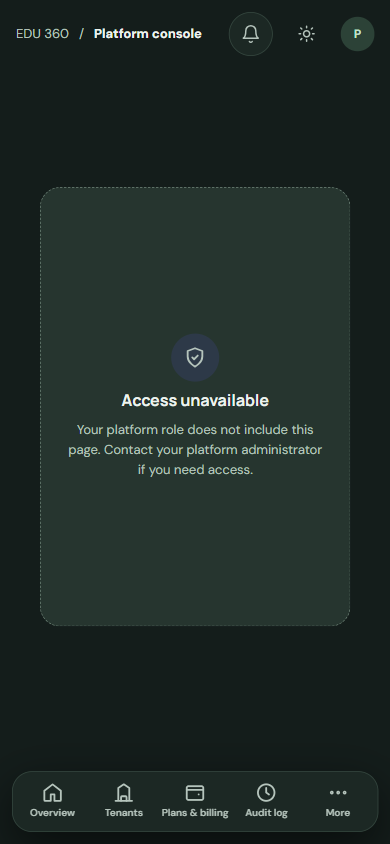 EDU 360 / Platform console
P
Access unavailable
Your platform role does not include this
page. Contact your platform administrator
if you need access.
Overview
Tenants
Plans & billing
Audit log
More